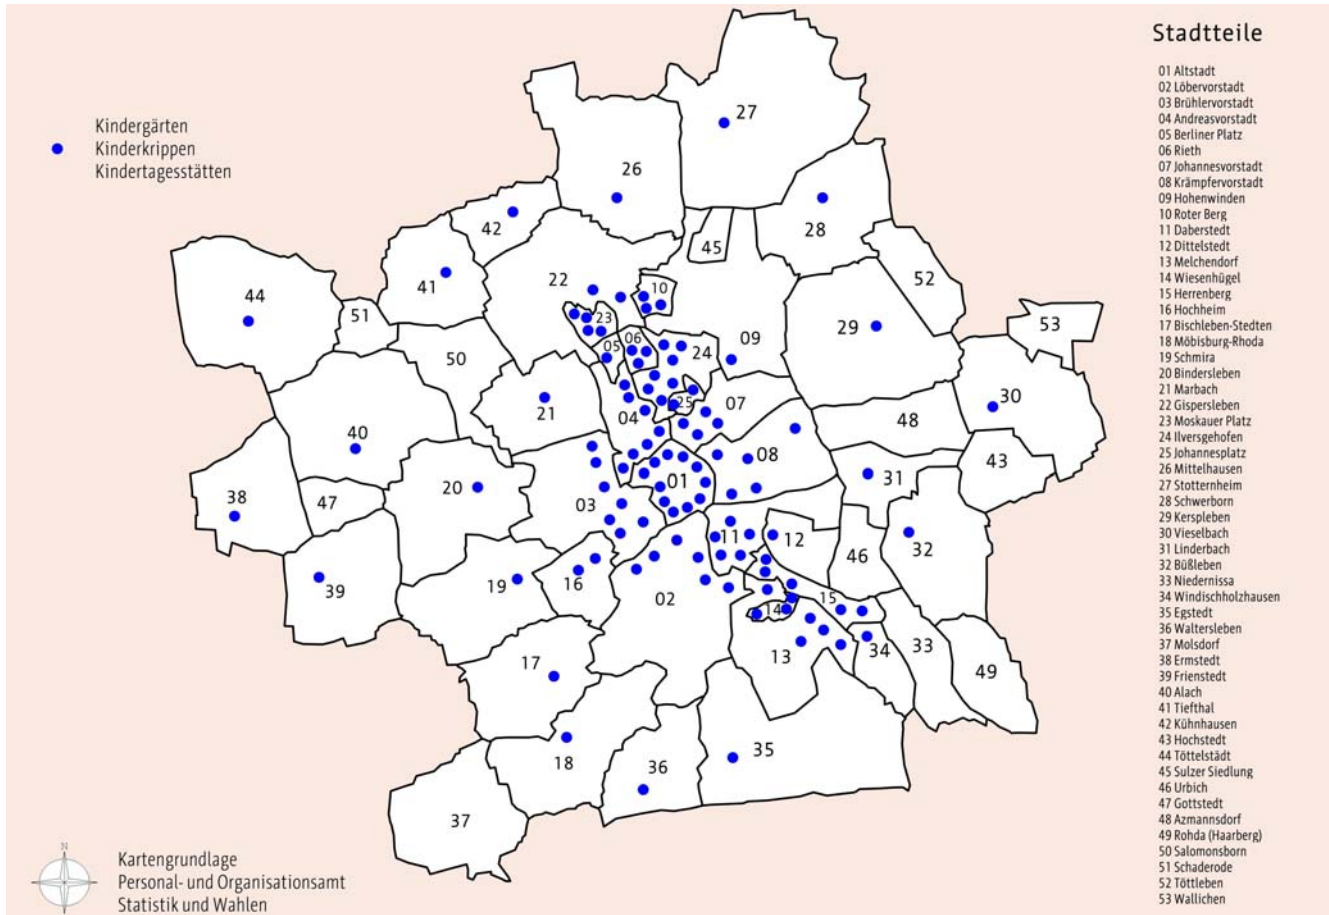 Stadtteile
01 Altstadt
02 Löbervorstadt
03 Brühlervorstadt
04 Andreasvorstadt
05 Berliner Platz
06 Rieth
07 Johannesvorstadt
08 Krämpfervorstadt
09 Hohenwinden
10 Roter Berg
11 Daberstedt
12 Dittelstedt
13 Melchendorf
14 Wiesenhügel
15 Herrenberg
16 Hochheim
17 Bischleben-Stedten
18 Möbisburg-Rhoda
19 Schmira
20 Bindersleben
21 Marbach
22 Gispersleben
23 Moskauer Platz
24 Ilversgehofen
25 Johannesplatz
26 Mittelhausen
27 Stotternheim
28 Schwerborn
29 Kerspleben
30 Vieselbach
31 Linderbach
32 Büßleben
33 Niedernissa
34 Windischholzhausen
35 Egstedt
36 Waltersleben
37 Molsdorf
38 Ermstedt
39 Frienstedt
40 Alach
41 Tiefthal
42 Kühnhausen
43 Hochstedt
44 Töttelstädt
45 Sulzer Siedlung
46 Urbich
47 Gottstedt
48 Azmannsdorf
49 Rohda (Haarberg)
50 Salomonsborn
51 Schaderode
52 Töttleben
53 Wallichen
Kindergärten
Kinderkrippen
Kindertagesstätten
27
26
42
28
45
41
22
52
10
44
51
23
53
29
06
05
24
09
50
30
25
07
21
04
48
40
08
43
01
31
20
38
47
03
11
12
32
46
16
19
39
02
15
14
33
34
13
17
49
35
18
36
37
N
Kartengrundlage
Personal- und Organisationsamt
Statistik und Wahlen